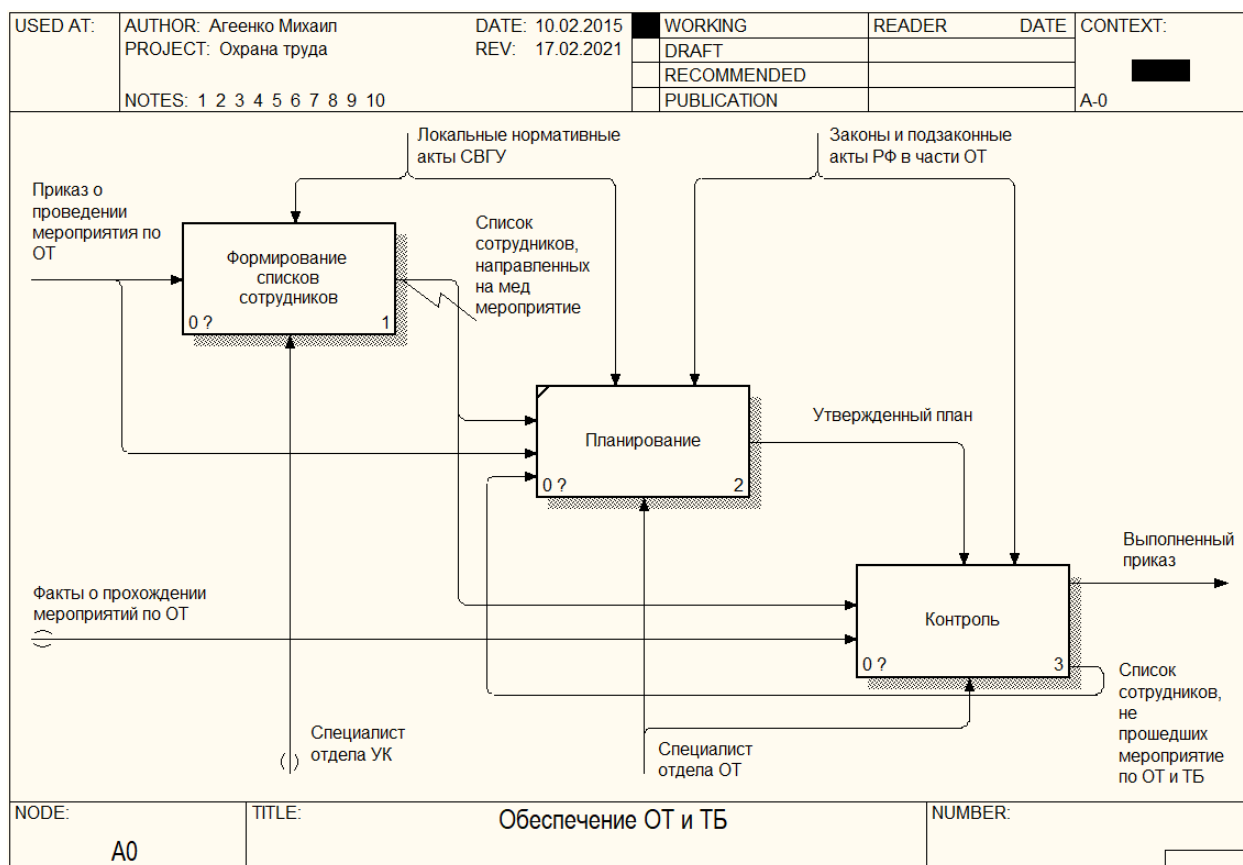 USED AT:
AUTHOR: Агеенко Михаил
DATE: 10.02.2015
WORKING
READER
DATE
CONTEXT:
PROJECT: Охрана труда
REV: 17.02.2021
DRAFT
RECOMMENDED
NOTES: 1 2 3 4 5 6 7 8 9 10
PUBLICATION
A-0
Локальные нормативные
акты СВГУ
Законы и подзаконные
акты РФ в части ОТ
Приказ о
проведении
мероприятия по
ОТ
Формирование
списков
сотрудников
0 ?
1
Список
сотрудников,
направленных
на мед
мероприятие
Планирование
0 ?
2
Утвержденный план
Выполненный
приказ
Факты о прохождении
мероприятий по ОТ
Контроль
0 ?
3
Список
сотрудников,
не
прошедших
мероприятие
по ОТ и ТБ
Специалист
отдела УК
Специалист
отдела ОТ
NODE:
A0
TITLE:
Обеспечение ОТ и ТБ
NUMBER: